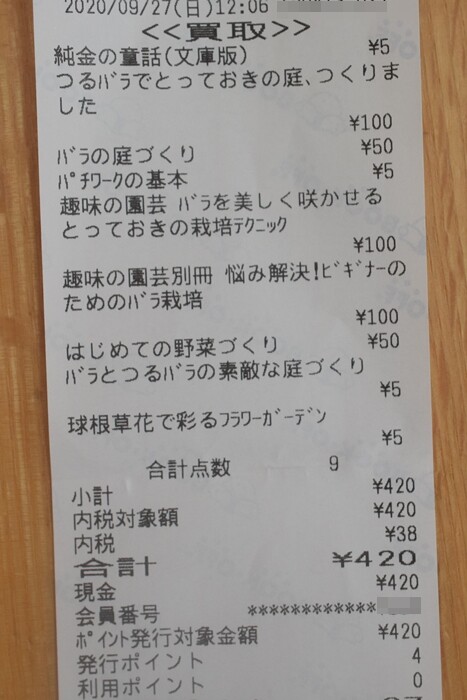 2020/09/27(日)12:06
<<買取>>
純金の童話(文庫版) ¥5
つるﾊﾞﾗでとっておきの庭、つくりま
した
¥100
ﾊﾞﾗの庭づくり ¥50
ﾊﾟﾁﾜｰｸの基本 ¥5
趣味の園芸 ﾊﾞﾗを美しく咲かせる
とっておきの栽培ﾃｸﾆｯｸ
¥100
趣味の園芸別冊 悩み解決!ﾋﾞｷﾞﾅｰの
ためのﾊﾞﾗ栽培
¥100
はじめての野菜づくり ¥50
ﾊﾞﾗとつるﾊﾞﾗの素敵な庭づくり
¥5
球根草花で彩るﾌﾗﾜｰｶﾞｰﾃﾞﾝ
¥5
合計点数 9
小計 ¥420
内税対象額 ¥420
内税 ¥38
合計 ¥420
現金 ¥420
会員番号 ************
ﾎﾟｲﾝﾄ発行対象金額 ¥420
発行ポイント 4
利用ポイント 0